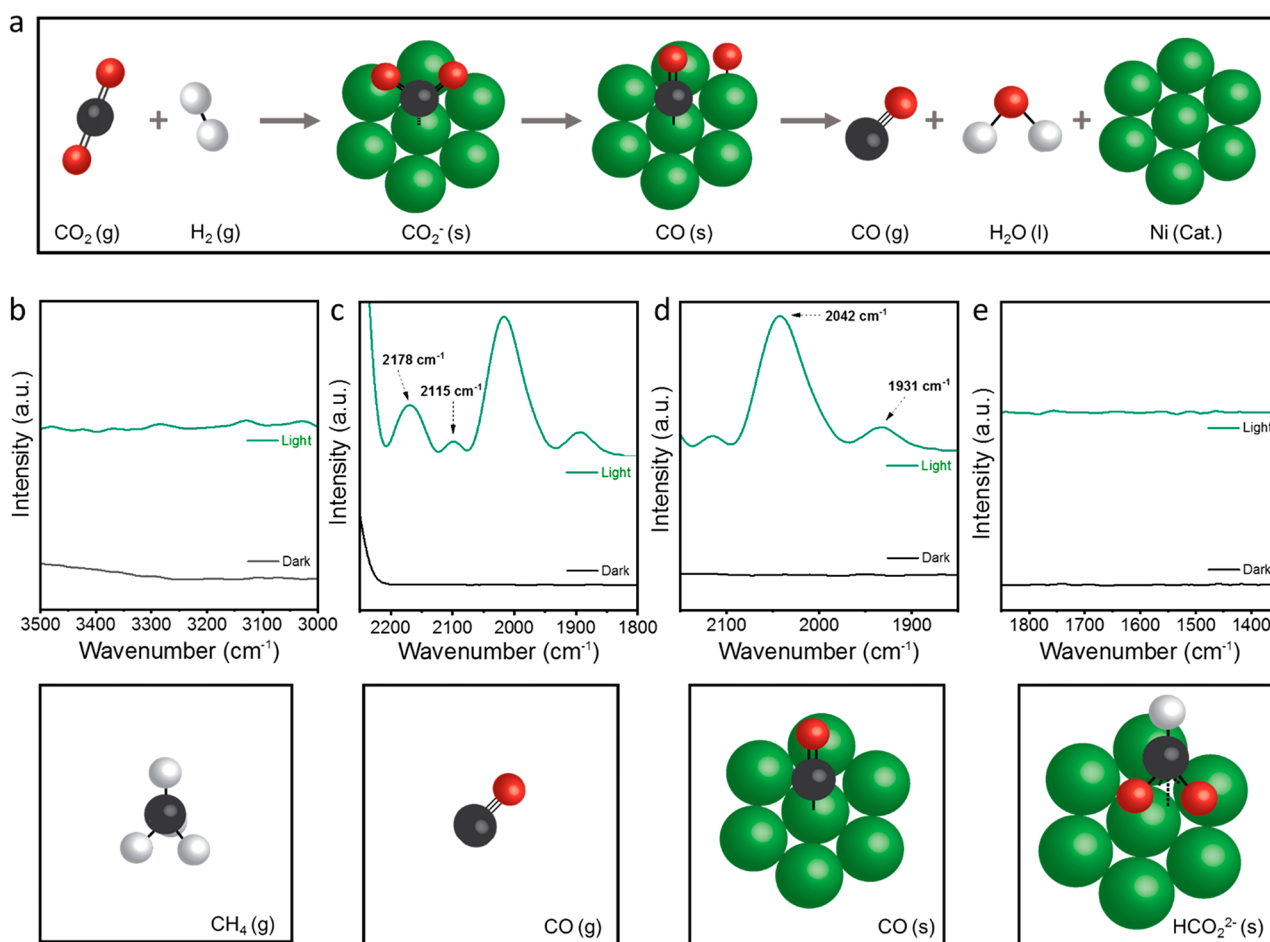 a
+
+
+
CO₂ (g)
H₂ (g)
CO₂⁻ (s)
CO (s)
CO (g)
H₂O (l)
Ni (Cat.)
b
Intensity (a.u.)
Light
Dark
3500 3400 3300 3200 3100 3000
Wavenumber (cm⁻¹)
c
Intensity (a.u.)
2178 cm⁻¹
2115 cm⁻¹
Light
Dark
2200 2100 2000 1900 1800
Wavenumber (cm⁻¹)
d
Intensity (a.u.)
2042 cm⁻¹
1931 cm⁻¹
Light
Dark
2100 2000 1900
Wavenumber (cm⁻¹)
e
Intensity (a.u.)
Light
Dark
1800 1700 1600 1500 1400
Wavenumber (cm⁻¹)
CH₄ (g)
CO (g)
CO (s)
HCO₂²⁻ (s)